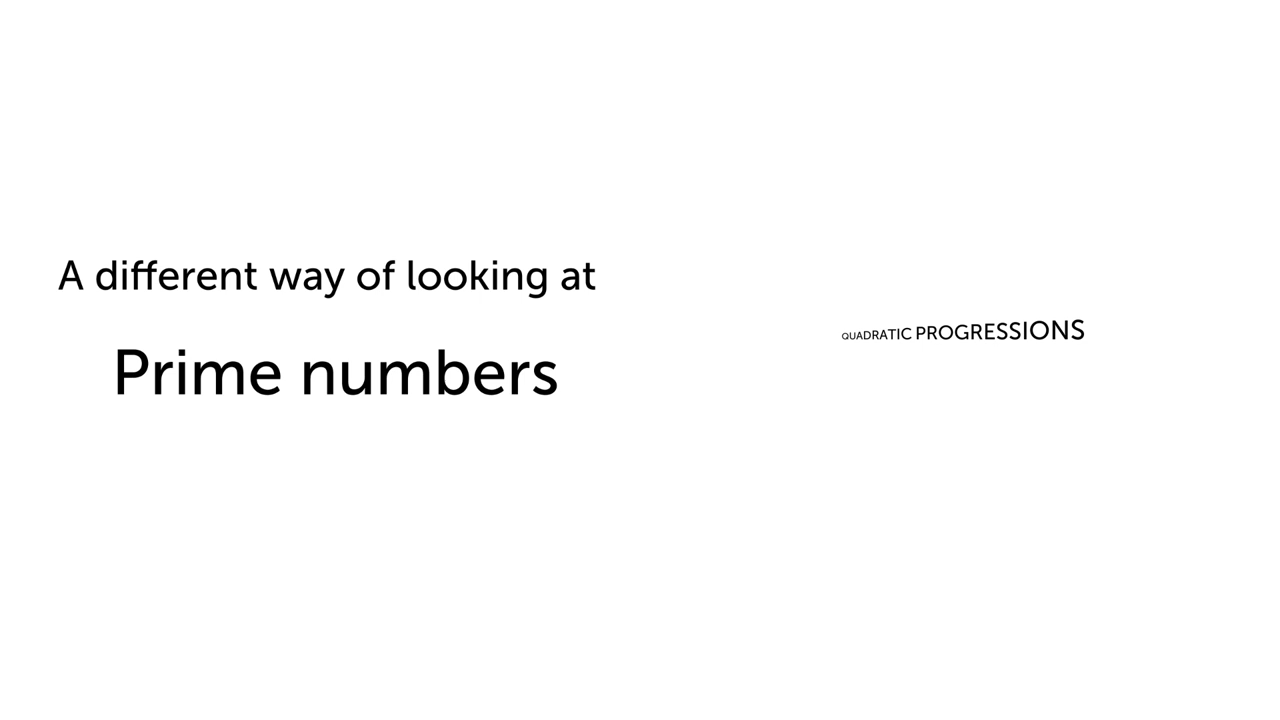 A different way of looking at
Prime numbers
QUADRATIC PROGRESSIONS